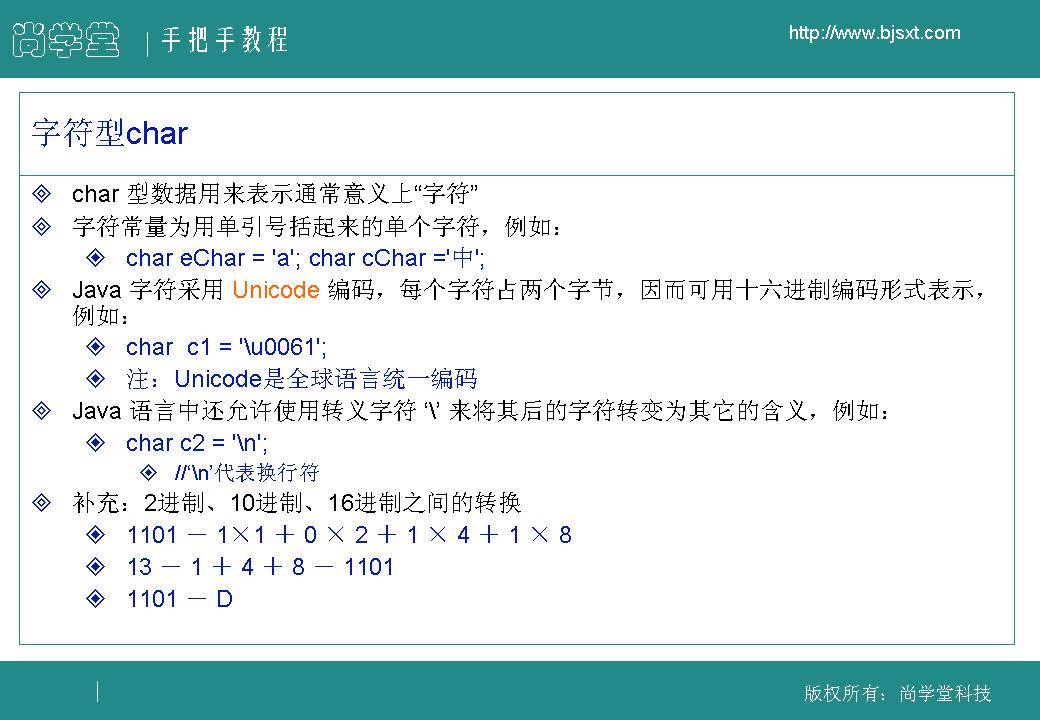 尚学堂 | 手把手教程
http://www.bjsxt.com
字符型char
char 型数据用来表示通常意义上“字符”
字符常量为用单引号括起来的单个字符，例如：
char eChar = 'a'; char cChar ='中';
Java 字符采用 Unicode 编码，每个字符占两个字节，因而可用十六进制编码形式表示，
例如：
char  c1 = '\u0061';
注：Unicode是全球语言统一编码
Java 语言中还允许使用转义字符 ‘\’ 来将其后的字符转变为其它的含义，例如：
char c2 = '\n';
//‘\n’代表换行符
补充：2进制、10进制、16进制之间的转换
1101 － 1×1 ＋ 0 × 2 ＋ 1 × 4 ＋ 1 × 8
13 － 1 ＋ 4 ＋ 8 － 1101
1101 － D
版权所有：尚学堂科技